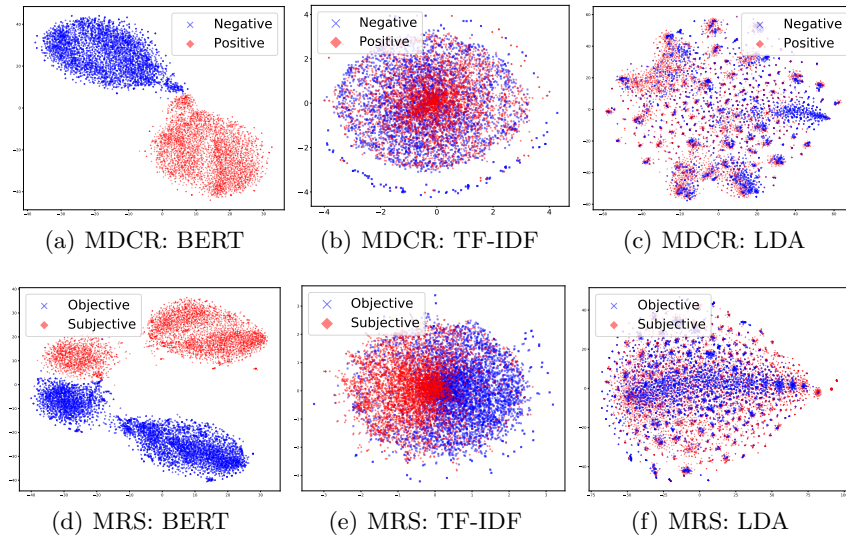 Negative
Positive
Negative
Positive
Negative
Positive
(a) MDCR: BERT
(b) MDCR: TF-IDF
(c) MDCR: LDA
Objective
Subjective
Objective
Subjective
Objective
Subjective
(d) MRS: BERT
(e) MRS: TF-IDF
(f) MRS: LDA